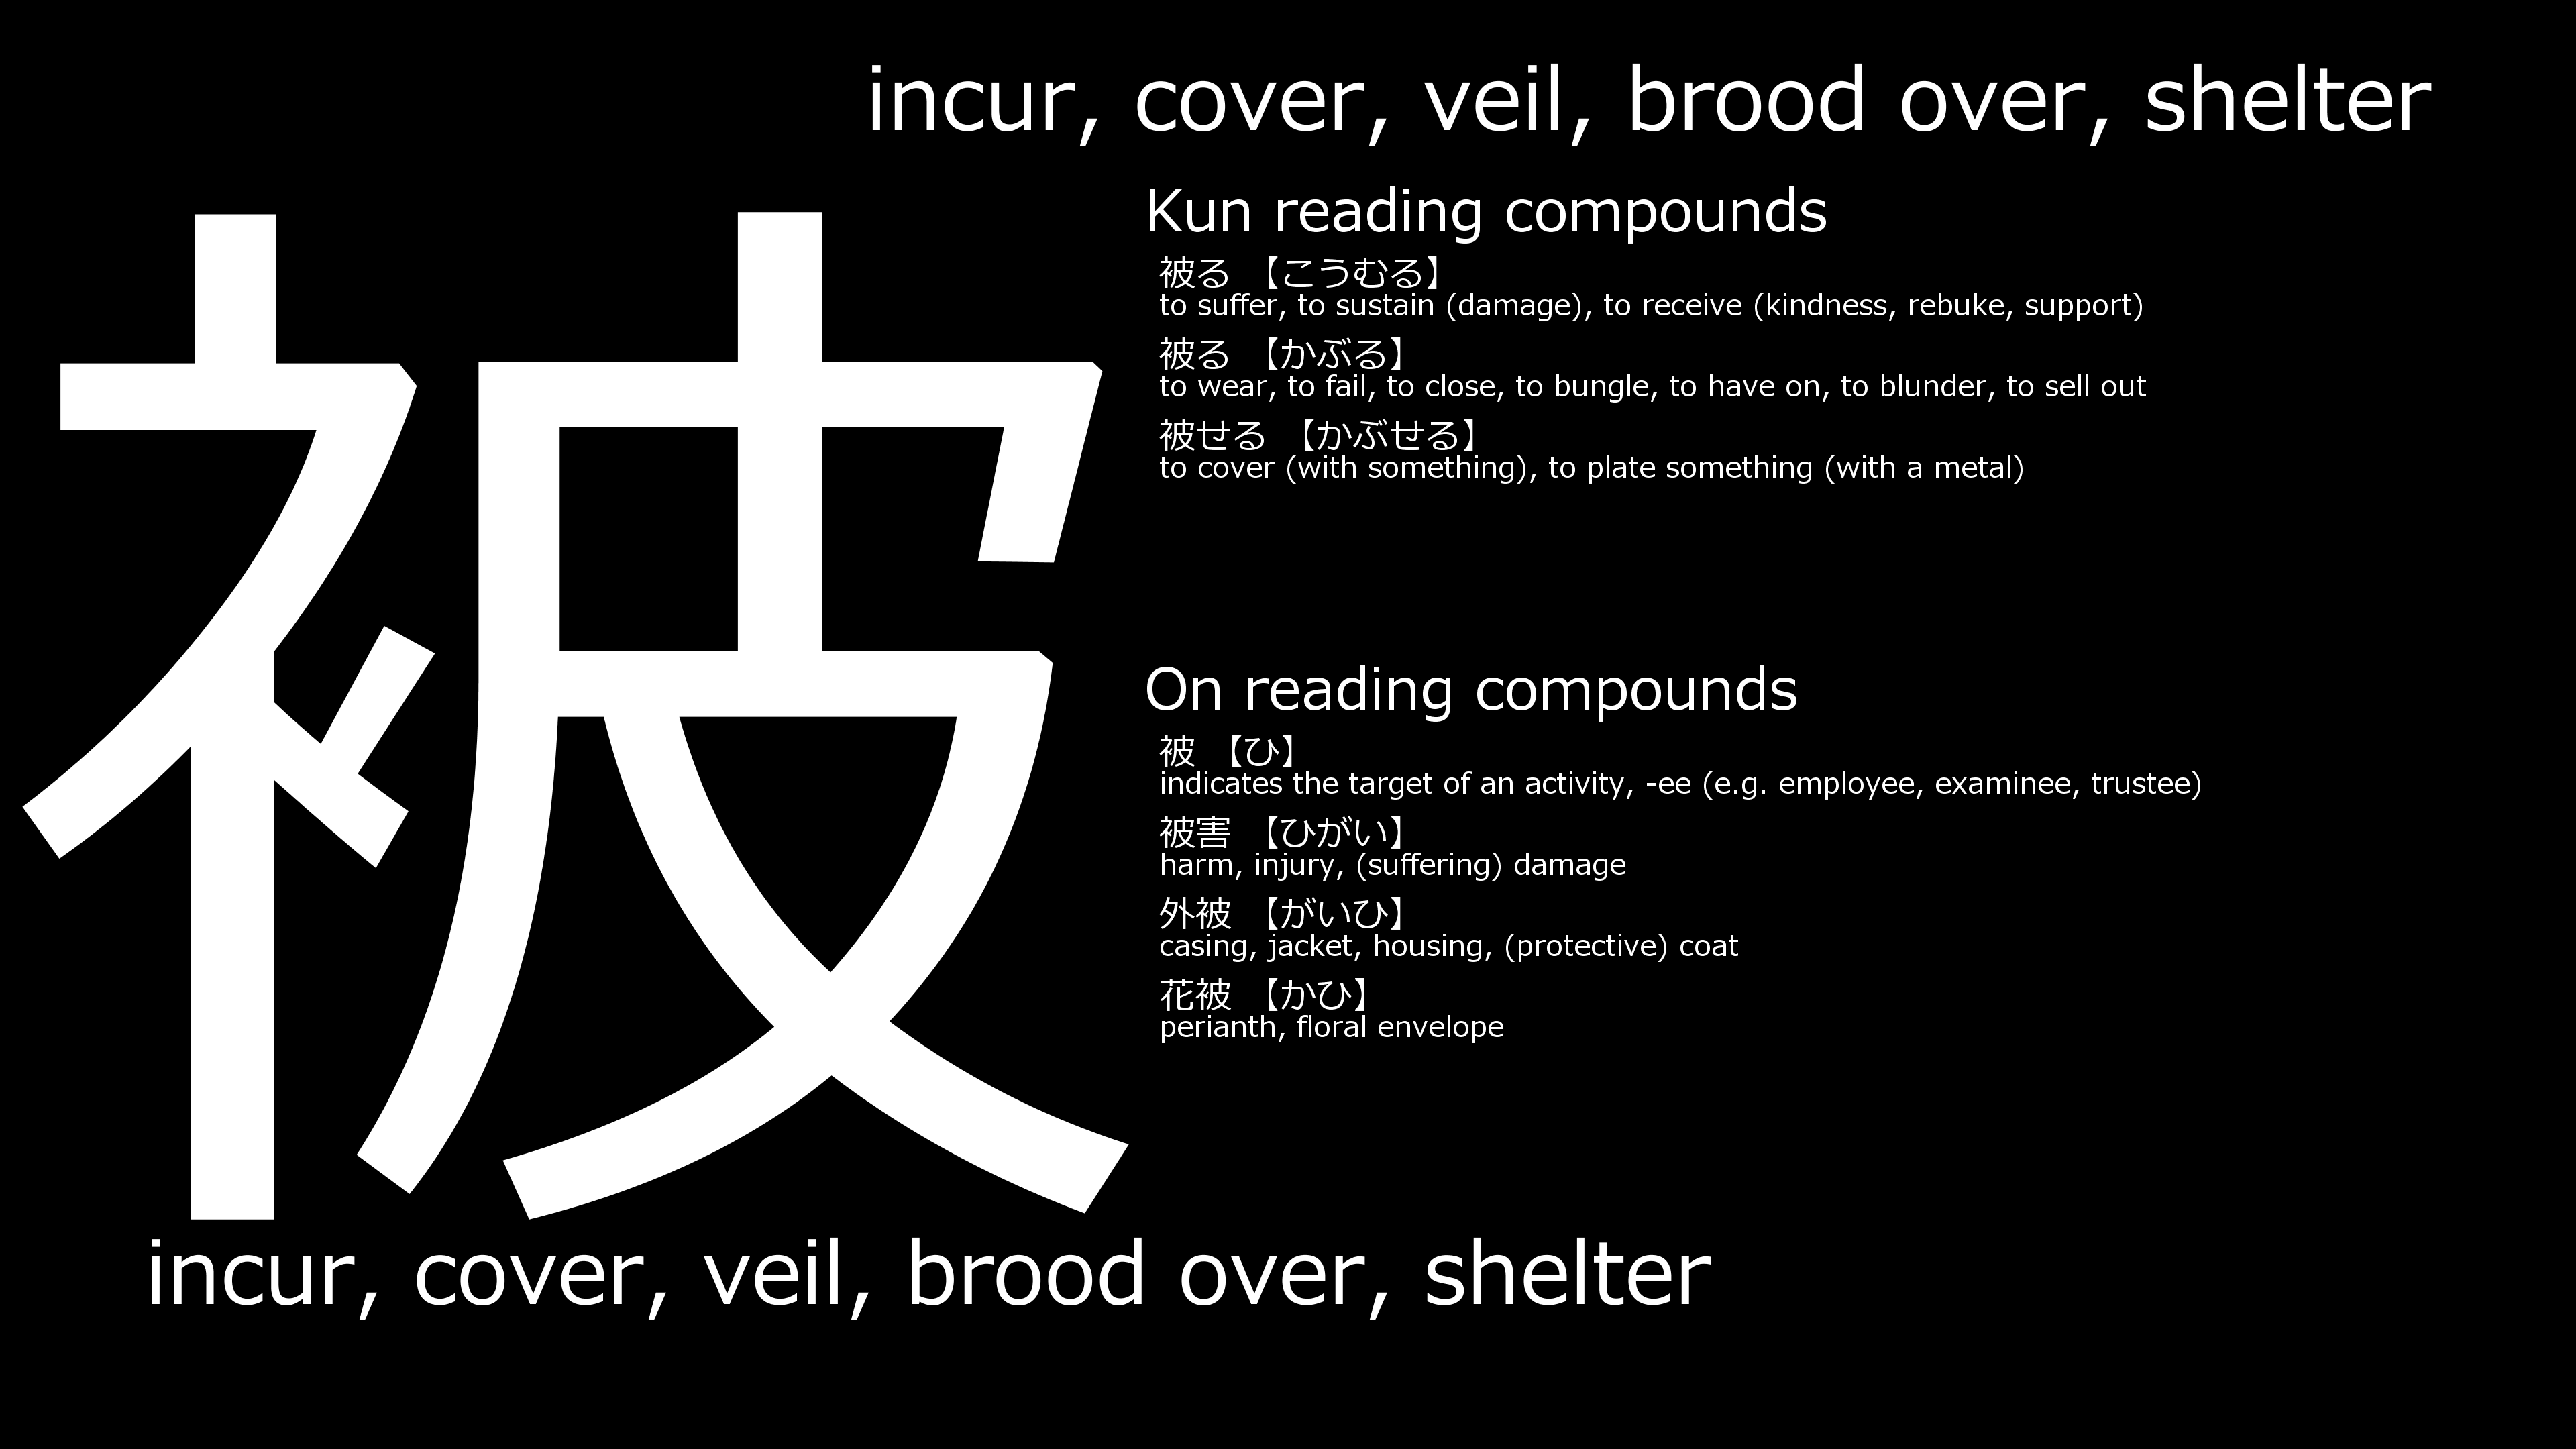 incur, cover, veil, brood over, shelter
被
Kun reading compounds
被る 【こうむる】
to suffer, to sustain (damage), to receive (kindness, rebuke, support)
被る 【かぶる】
to wear, to fail, to close, to bungle, to have on, to blunder, to sell out
被せる 【かぶせる】
to cover (with something), to plate something (with a metal)
On reading compounds
被 【ひ】
indicates the target of an activity, -ee (e.g. employee, examinee, trustee)
被害 【ひがい】
harm, injury, (suffering) damage
外被 【がいひ】
casing, jacket, housing, (protective) coat
花被 【かひ】
perianth, floral envelope
incur, cover, veil, brood over, shelter